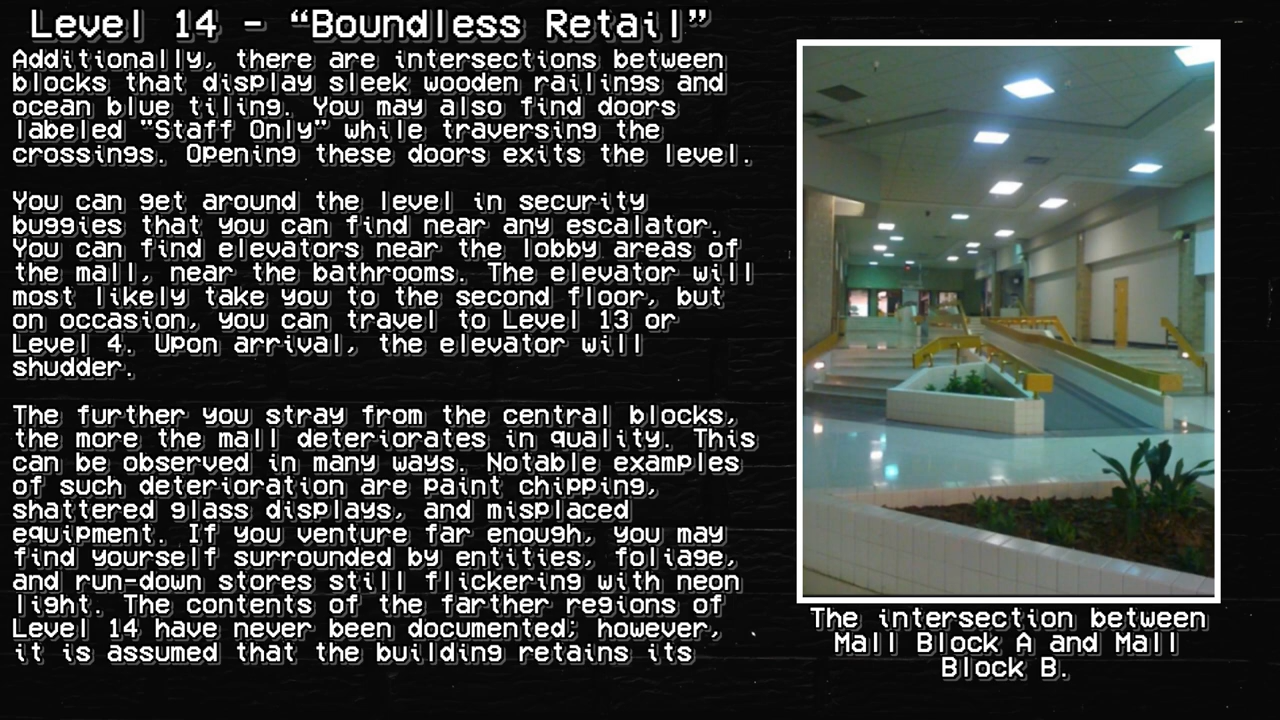 Level 14 - “Boundless Retail”
Additionally, there are intersections between
blocks that display sleek wooden railings and
ocean blue tiling. You may also find doors
labeled "Staff Only" while traversing the
crossings. Opening these doors exits the level.
You can get around the level in security
buggies that you can find near any escalator.
You can find elevators near the lobby areas of
the mall, near the bathrooms. The elevator will
most likely take you to the second floor, but
on occasion, you can travel to Level 13 or
Level 4. Upon arrival, the elevator will
shudder.
The further you stray from the central blocks,
the more the mall deteriorates in quality. This
can be observed in many ways. Notable examples
of such deterioration are paint chipping,
shattered glass displays, and misplaced
equipment. If you venture far enough, you may
find yourself surrounded by entities, foliage,
and run-down stores still flickering with neon
light. The contents of the farther regions of
Level 14 have never been documented; however,
it is assumed that the building retains its
The intersection between
Mall Block A and Mall
Block B.